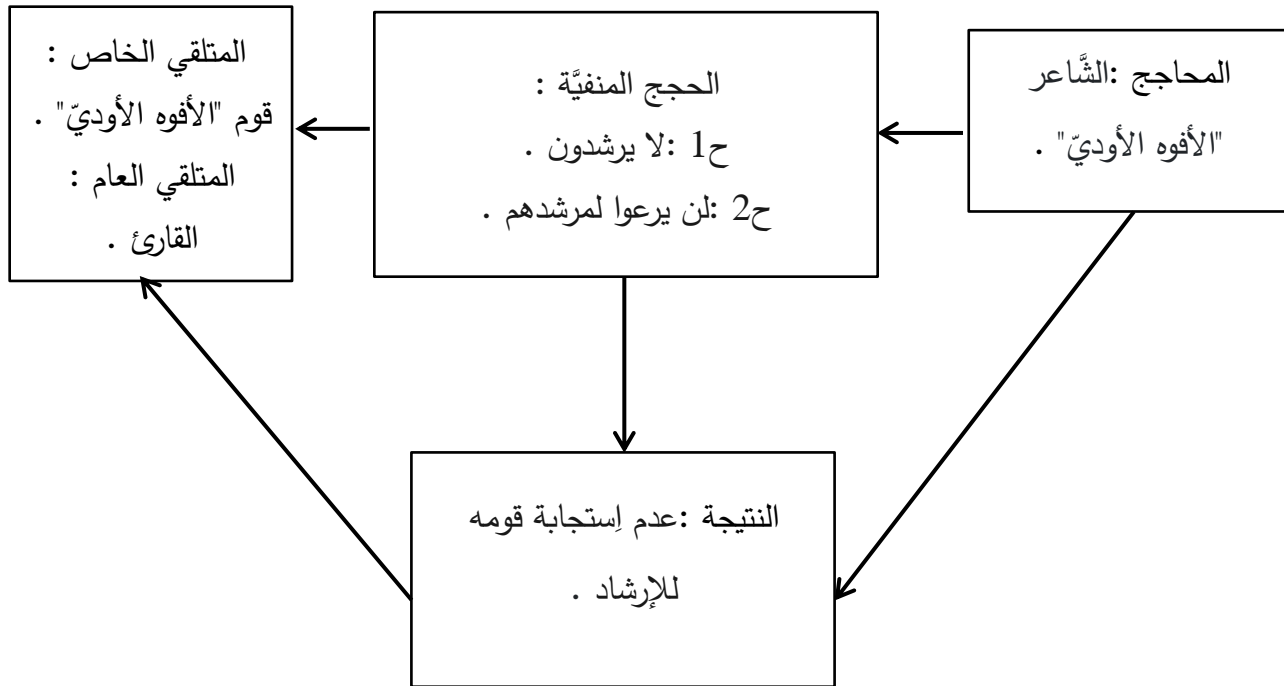 المحاجج :الشَّاعر
"الأفوه الأوديّ" .
الحجج المنفيَّة :
ح1 :لا يرشدون .
ح2 :لن يرعوا لمرشدهم .
المتلقي الخاص :
قوم "الأفوه الأوديّ" .
المتلقي العام :
القارئ .
النتيجة :عدم اِستجابة قومه
للإرشاد .